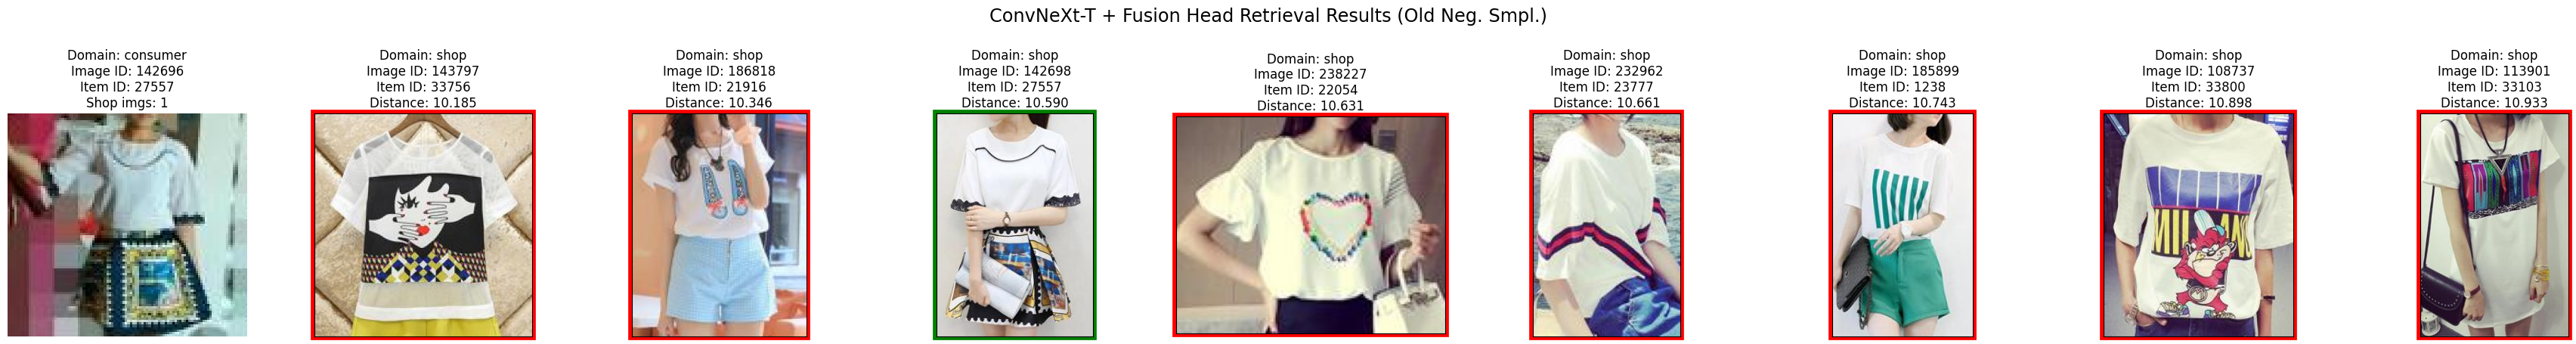 ConvNeXt-T + Fusion Head Retrieval Results (Old Neg. Smpl.)
Domain: consumer
Image ID: 142696
Item ID: 27557
Shop imgs: 1
Domain: shop
Image ID: 143797
Item ID: 33756
Distance: 10.185
Domain: shop
Image ID: 186818
Item ID: 21916
Distance: 10.346
Domain: shop
Image ID: 142698
Item ID: 27557
Distance: 10.590
Domain: shop
Image ID: 238227
Item ID: 22054
Distance: 10.631
Domain: shop
Image ID: 232962
Item ID: 23777
Distance: 10.661
Domain: shop
Image ID: 185899
Item ID: 1238
Distance: 10.743
Domain: shop
Image ID: 108737
Item ID: 33800
Distance: 10.898
Domain: shop
Image ID: 113901
Item ID: 33103
Distance: 10.933